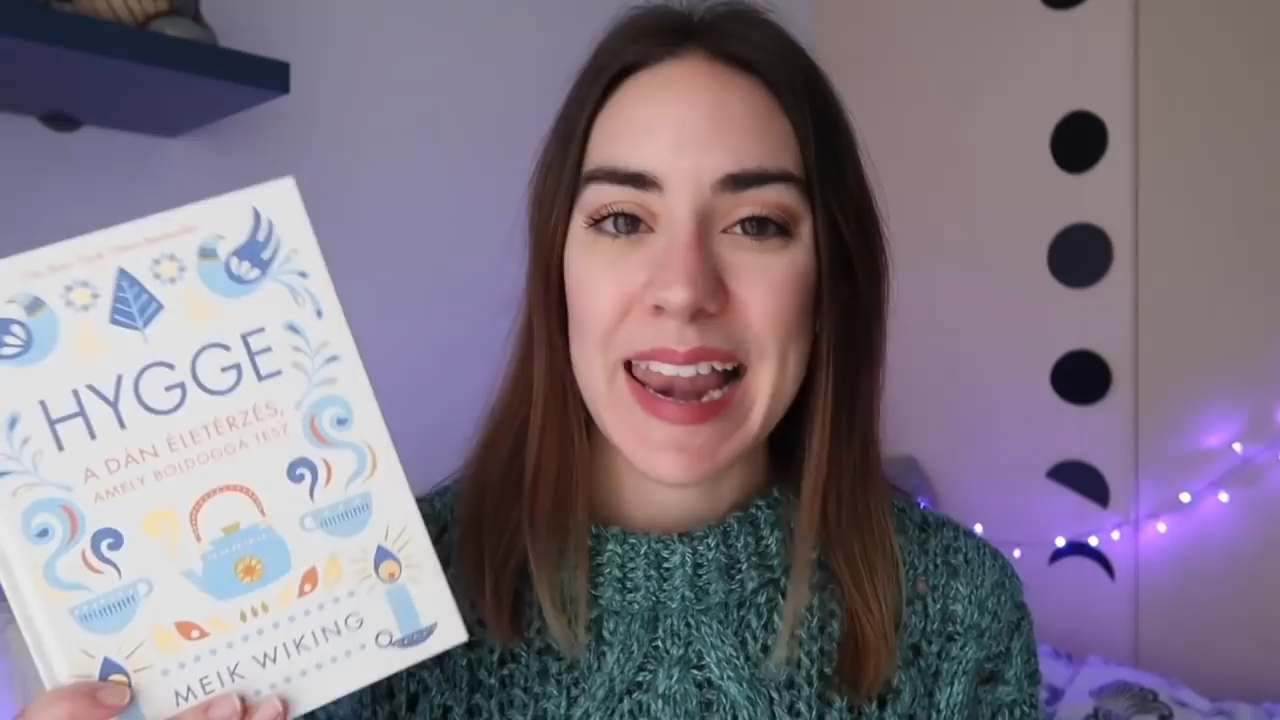 HYGGE
A DÁN ÉLETÉRZÉS,
AMELY BOLDOGGÁ TESZ
MEIK WIKING